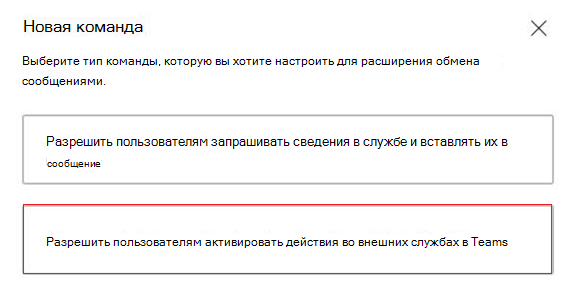 Новая команда
Выберите тип команды, которую вы хотите настроить для расширения обмена
сообщениями.
Разрешить пользователям запрашивать сведения в службе и вставлять их в
сообщение
Разрешить пользователям активировать действия во внешних службах в Teams